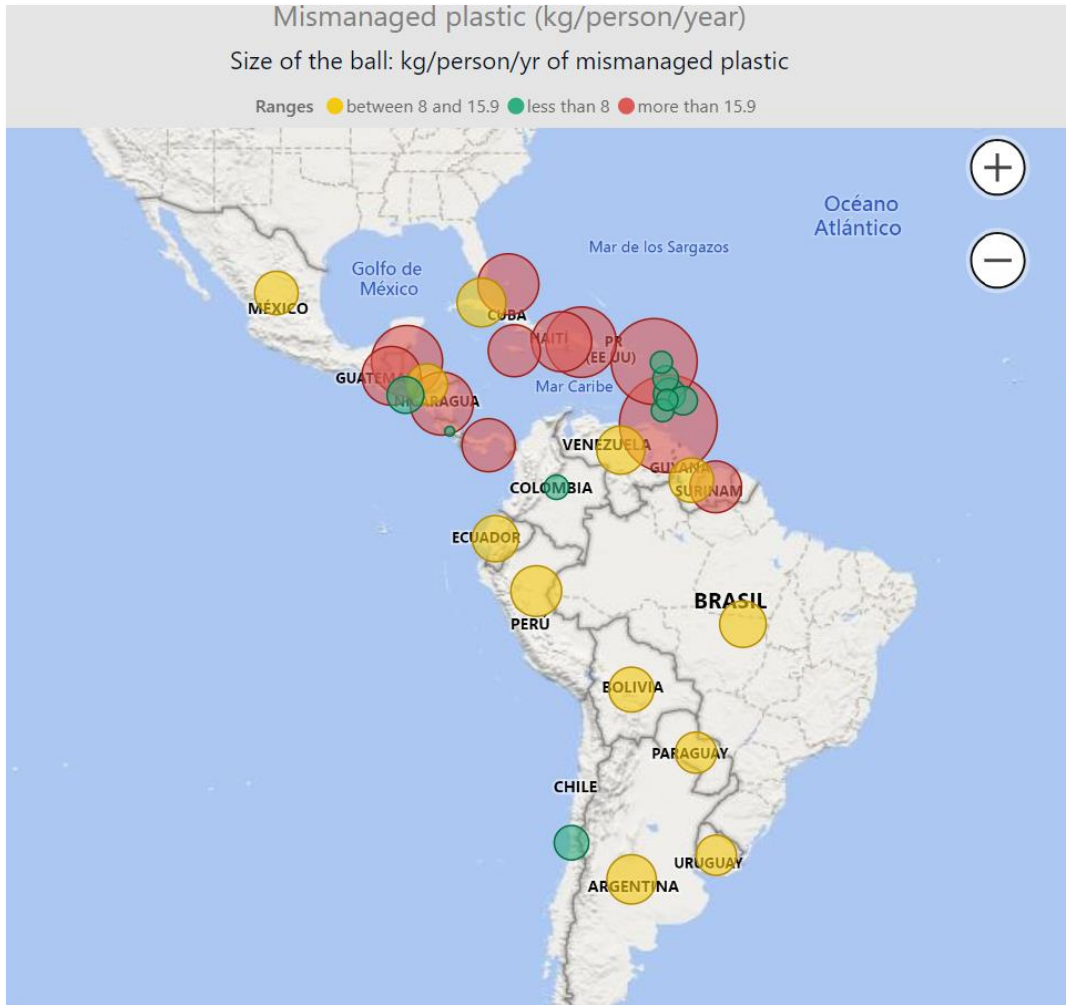 Mismanaged plastic (kg/person/year)
Size of the ball: kg/person/yr of mismanaged plastic
Ranges between 8 and 15.9 less than 8 more than 15.9
Océano
Atlántico
Mar de los Sargazos
Golfo de
México
MÉXICO
CUBA
HAITÍ
PR
(EE.UU)
GUATEMA
Mar Caribe
NICARAGUA
VENEZUELA
GUYANA
COLOMBIA
SURINAM
ECUADOR
BRASIL
PERÚ
BOLIVIA
PARAGUAY
CHILE
URUGUAY
ARGENTINA